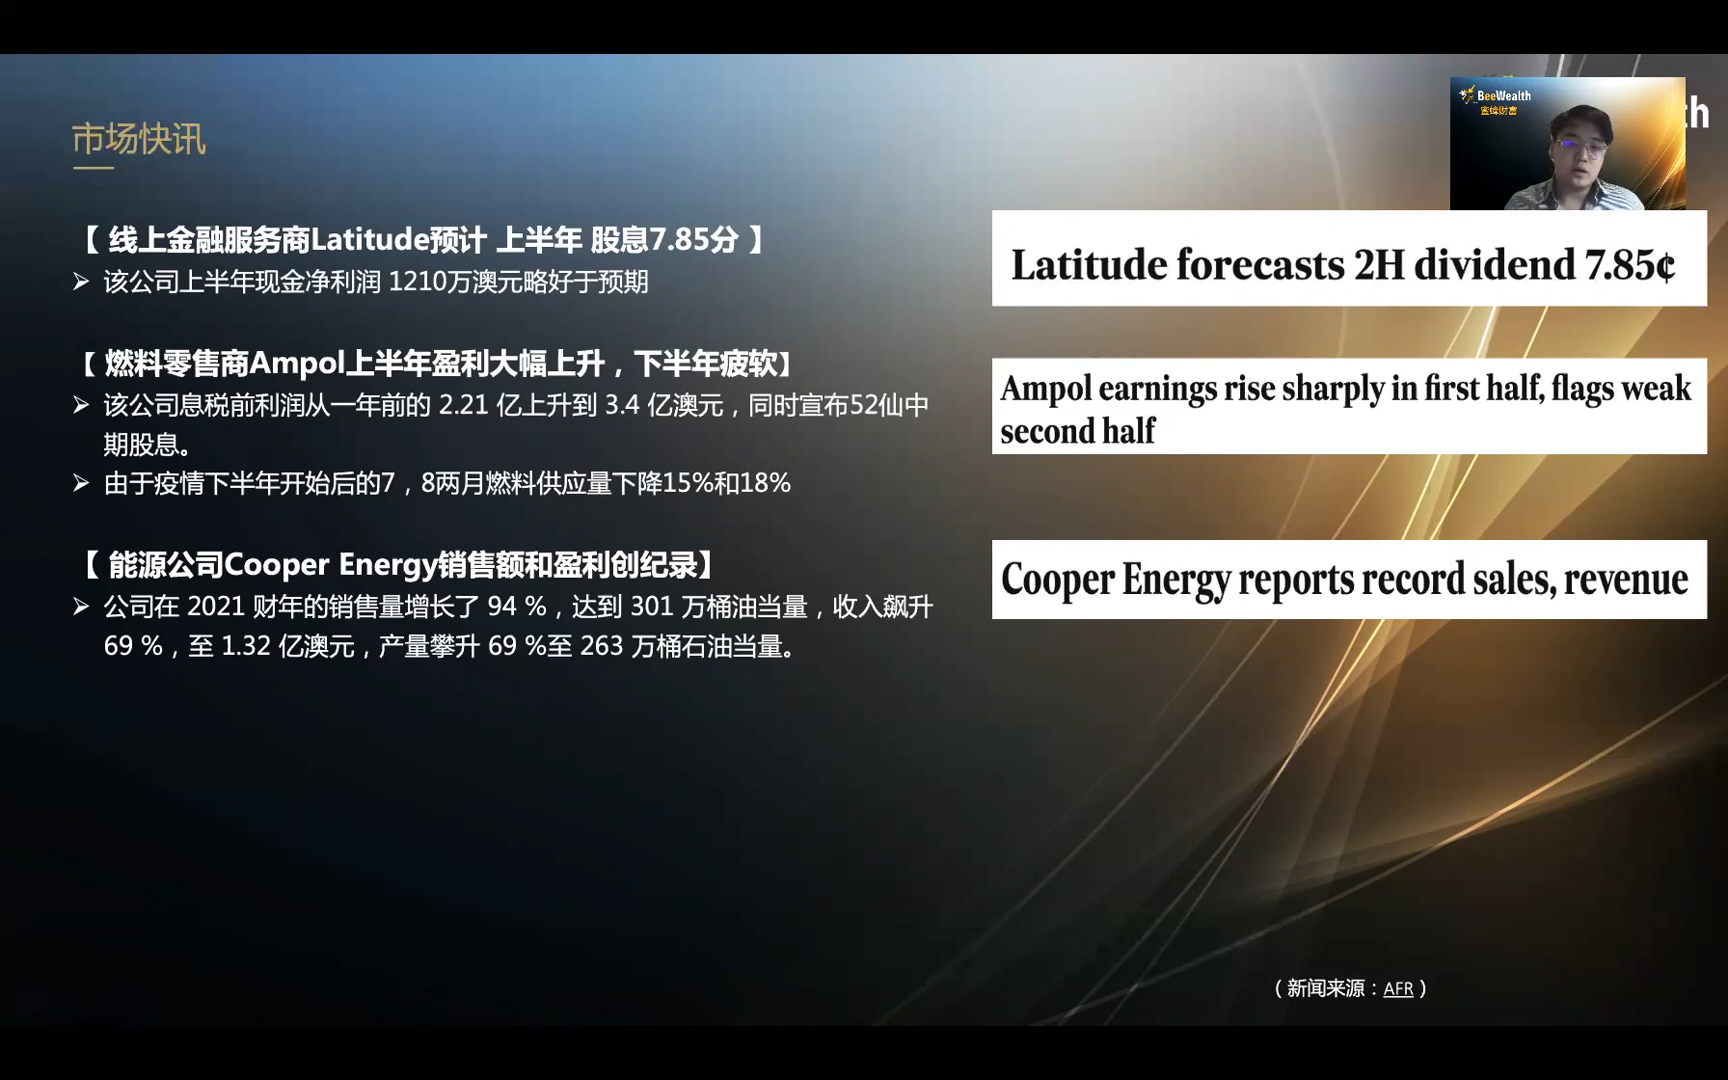 市场快讯
BeeWealth
蜜蜂财富
th
【 线上金融服务商Latitude预计 上半年 股息7.85分 】
➢ 该公司上半年现金净利润 1210万澳元略好于预期
Latitude forecasts 2H dividend 7.85¢
【 燃料零售商Ampol上半年盈利大幅上升，下半年疲软】
➢ 该公司息税前利润从一年前的 2.21 亿上升到 3.4 亿澳元，同时宣布52仙中
期股息。
➢ 由于疫情下半年开始后的7，8两月燃料供应量下降15%和18%
Ampol earnings rise sharply in first half, flags weak
second half
【 能源公司Cooper Energy销售额和盈利创纪录】
➢ 公司在 2021 财年的销售量增长了 94 %，达到 301 万桶油当量，收入飙升
69 %，至 1.32 亿澳元，产量攀升 69 %至 263 万桶石油当量。
Cooper Energy reports record sales, revenue
（新闻来源：AFR）